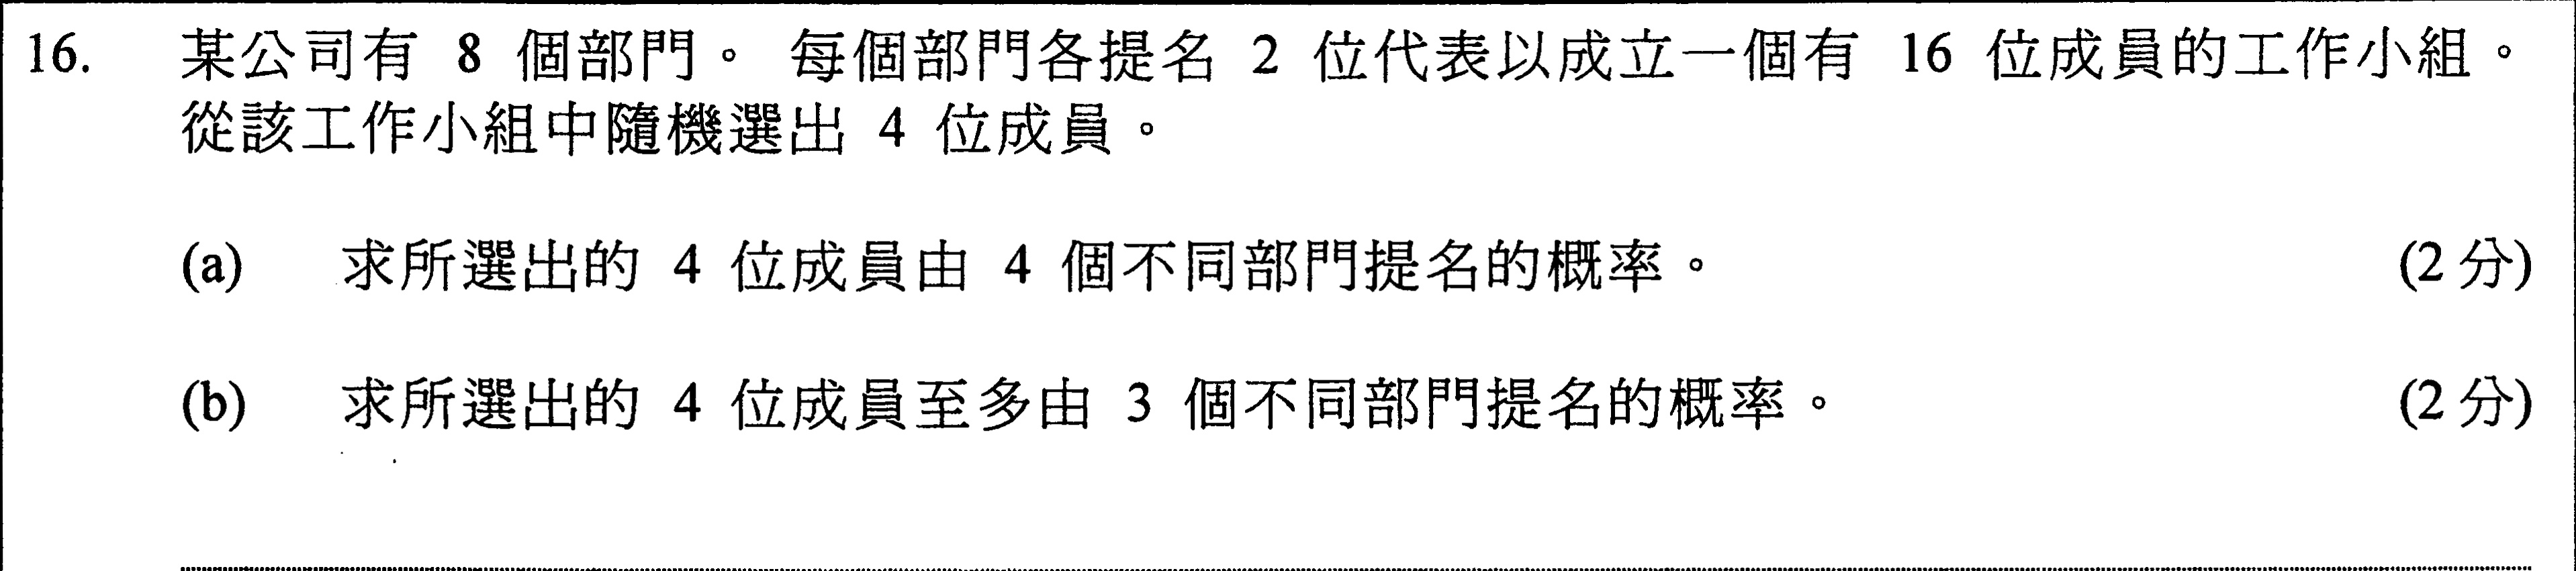 16. 某公司有 8 個部門。 每個部門各提名 2 位代表以成立一個有 16 位成員的工作小組。
從該工作小組中隨機選出 4 位成員。
(a) 求所選出的 4 位成員由 4 個不同部門提名的概率。 (2 分)
(b) 求所選出的 4 位成員至多由 3 個不同部門提名的概率。 (2 分)